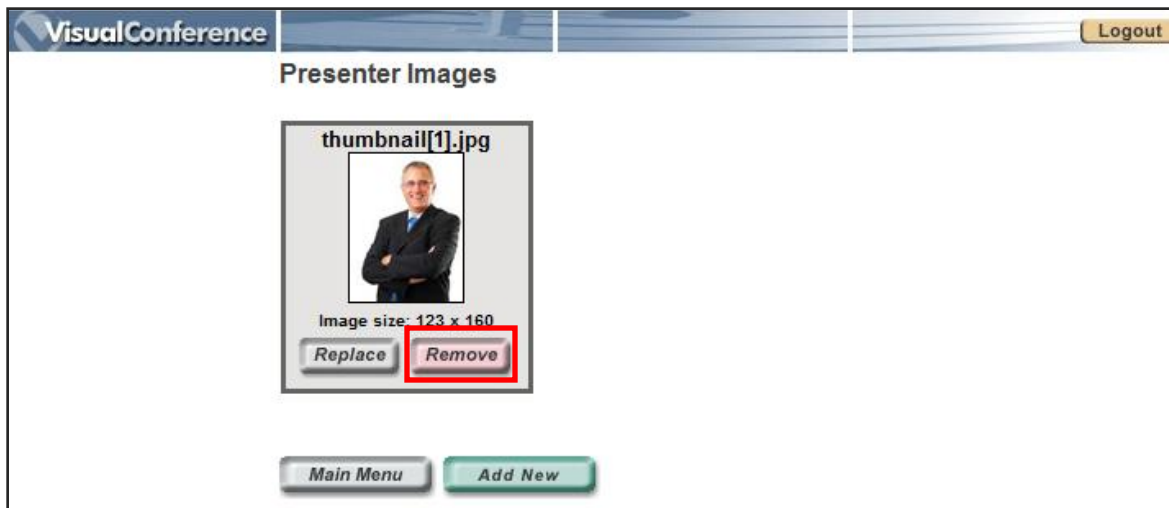 VisualConference
Logout
Presenter Images
thumbnail[1].jpg
Image size: 123 x 160
Replace
Remove
Main Menu
Add New